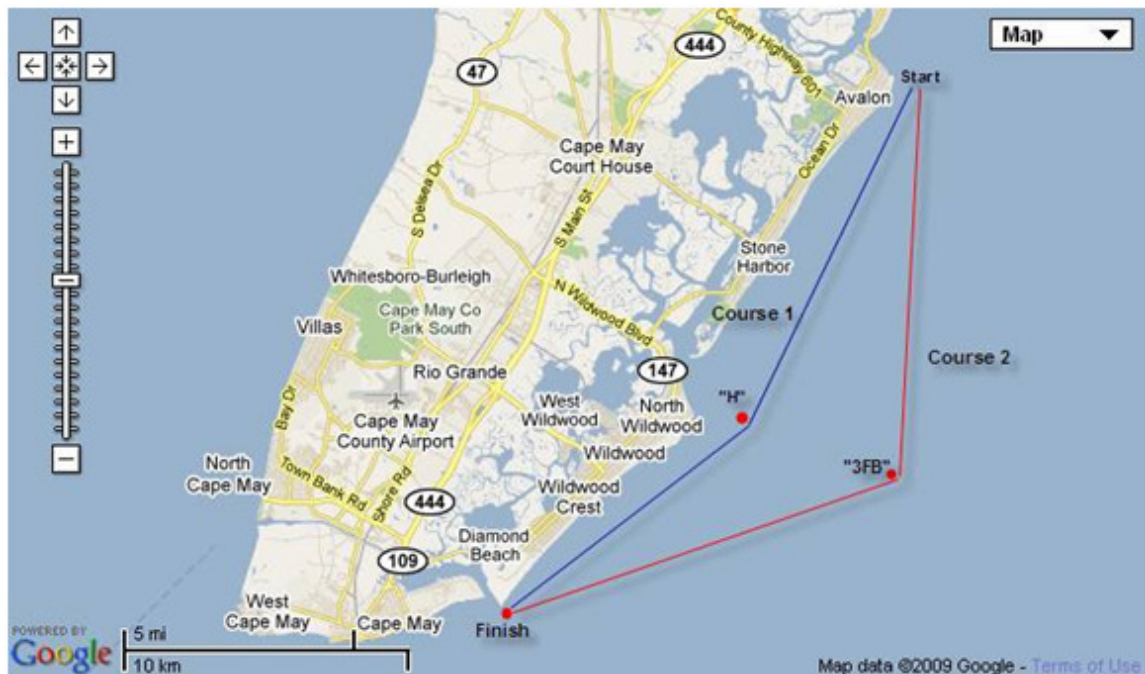 Map
444
County Highway 601
Start
47
Avalon
Ocean Dr
Cape May
Court House
S Delsea Dr
S Main St
Stone
Harbor
Whitesboro-Burleigh
N Wildwood Blvd
Cape May Co
Park South
Course 1
Villas
Course 2
147
Rio Grande
"H"
Bay Dr
West
Wildwood
North
Wildwood
Cape May
County Airport
Wildwood
"3FB"
North
Cape May
Town Bank Rd
Shore Rd
444
Wildwood
Crest
Diamond
Beach
109
West
Cape May
Cape May
Finish
POWERED BY
Google
5 mi
10 km
Map data ©2009 Google - Terms of Use